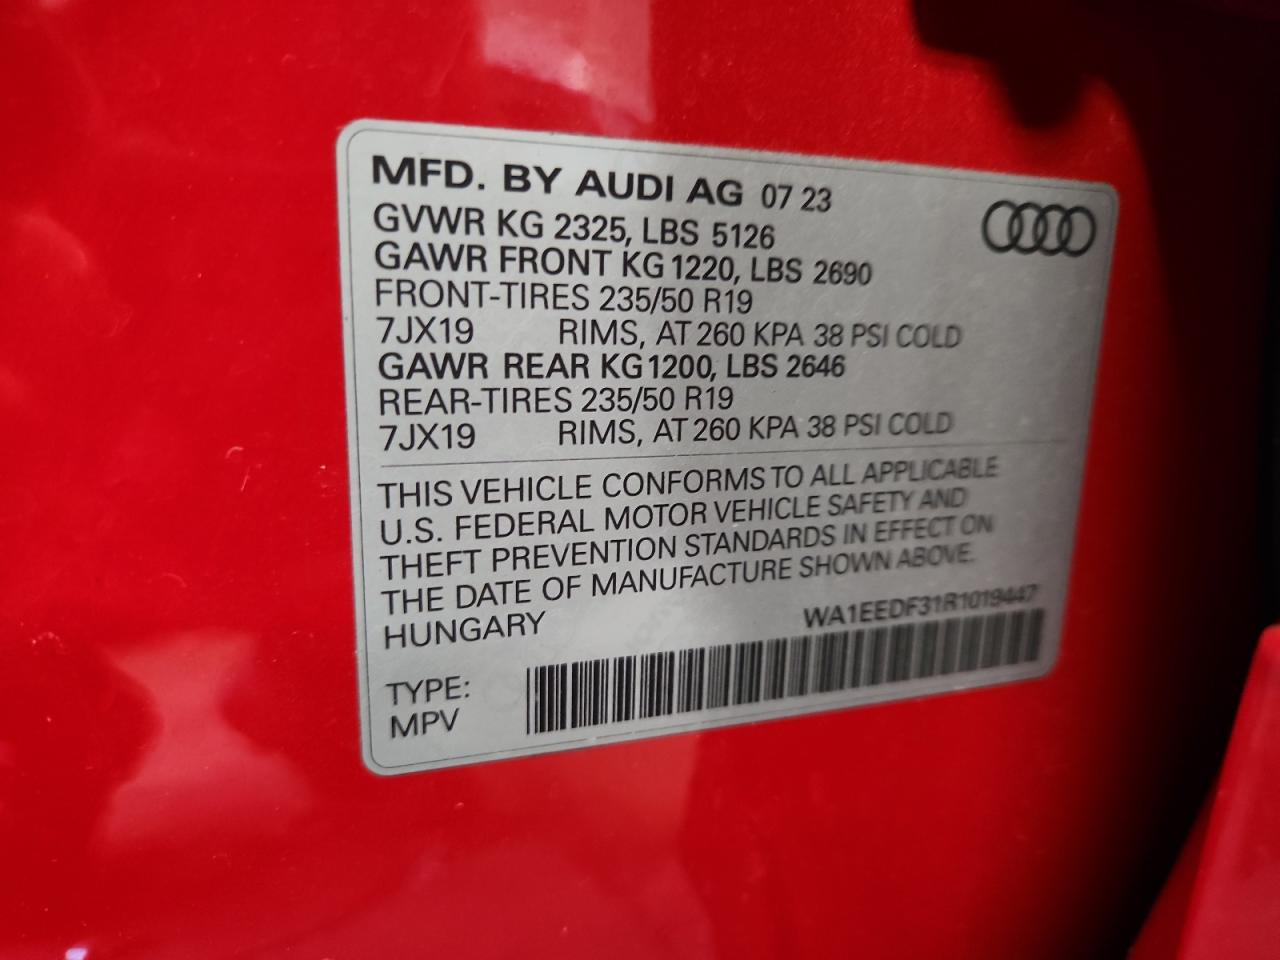 MFD. BY AUDI AG 07 23
GVWR KG 2325, LBS 5126
GAWR FRONT KG 1220, LBS 2690
FRONT-TIRES 235/50 R19
7JX19 RIMS, AT 260 KPA 38 PSI COLD
GAWR REAR KG 1200, LBS 2646
REAR-TIRES 235/50 R19
7JX19 RIMS, AT 260 KPA 38 PSI COLD
THIS VEHICLE CONFORMS TO ALL APPLICABLE
U.S. FEDERAL MOTOR VEHICLE SAFETY AND
THEFT PREVENTION STANDARDS IN EFFECT ON
THE DATE OF MANUFACTURE SHOWN ABOVE.
HUNGARY WA1EEDF31R1019447
TYPE:
MPV